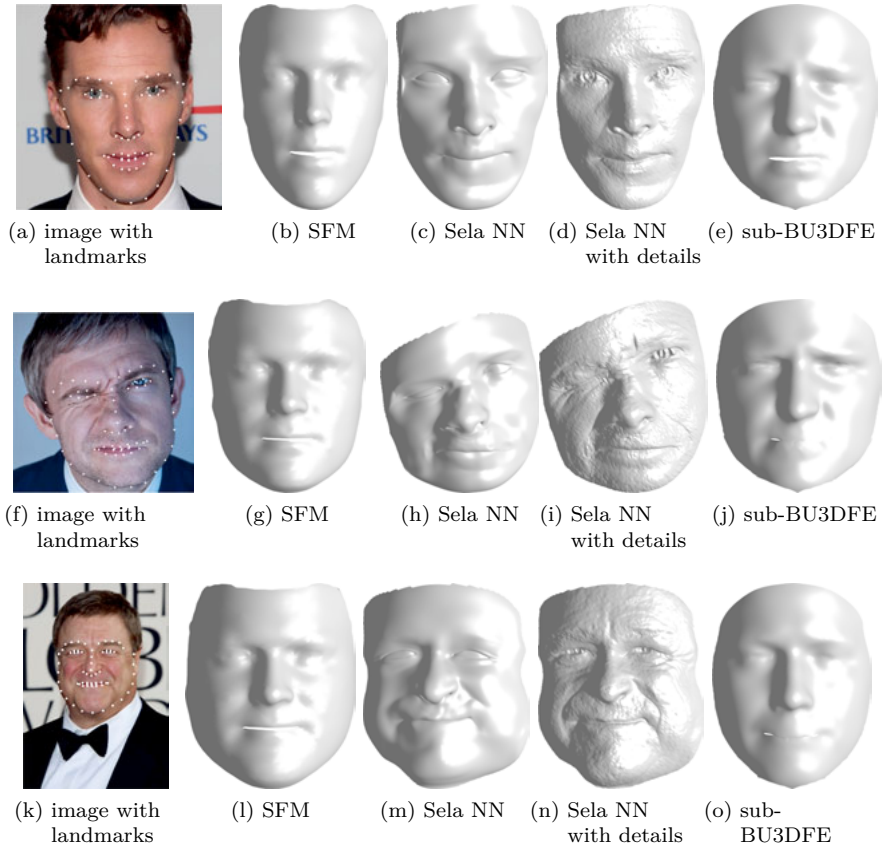 BRIT AYS
(a) image with landmarks
(b) SFM
(c) Sela NN
(d) Sela NN with details
(e) sub-BU3DFE
(f) image with landmarks
(g) SFM
(h) Sela NN
(i) Sela NN with details
(j) sub-BU3DFE
GOLDEN
GLOB
(k) image with landmarks
(l) SFM
(m) Sela NN
(n) Sela NN with details
(o) sub-BU3DFE